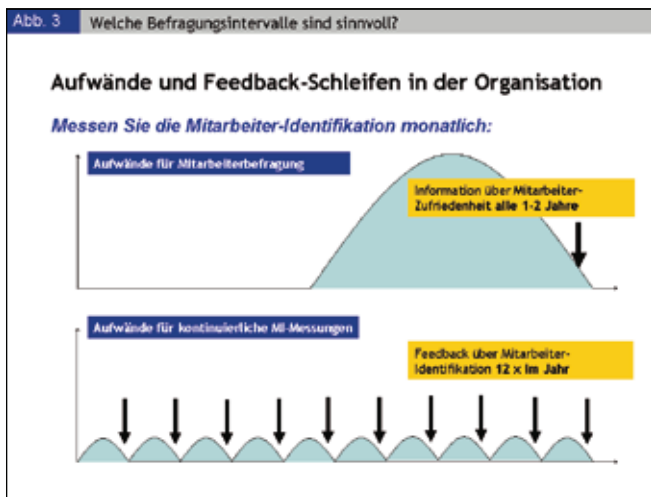 Abb. 3
Welche Befragungsintervalle sind sinnvoll?
Aufwände und Feedback-Schleifen in der Organisation
Messen Sie die Mitarbeiter-Identifikation monatlich:
Aufwände für Mitarbeiterbefragung
Information über Mitarbeiter-
Zufriedenheit alle 1-2 Jahre
Aufwände für kontinuierliche MI-Messungen
Feedback über Mitarbeiter-
Identifikation 12 x im Jahr